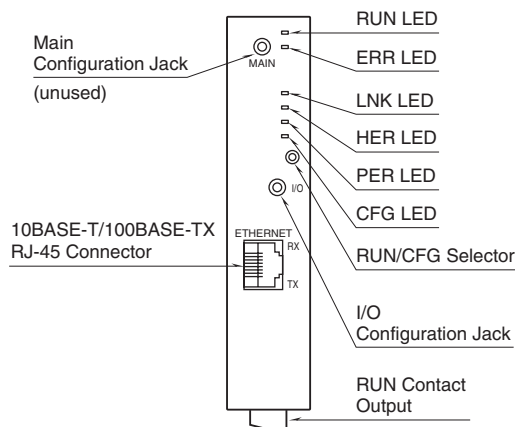 RUN LED
ERR LED
Main
Configuration Jack
(unused)
MAIN
LNK LED
HER LED
PER LED
CFG LED
I/O
RUN/CFG Selector
10BASE-T/100BASE-TX
RJ-45 Connector
ETHERNET
RX
TX
I/O
Configuration Jack
RUN Contact
Output